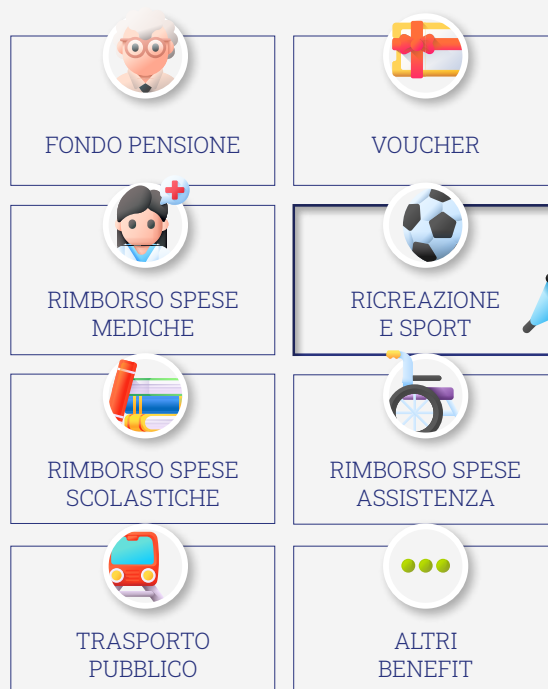 FONDO PENSIONE
VOUCHER
RIMBORSO SPESE
MEDICHE
RICREAZIONE
E SPORT
RIMBORSO SPESE
SCOLASTICHE
RIMBORSO SPESE
ASSISTENZA
TRASPORTO
PUBBLICO
ALTRI
BENEFIT